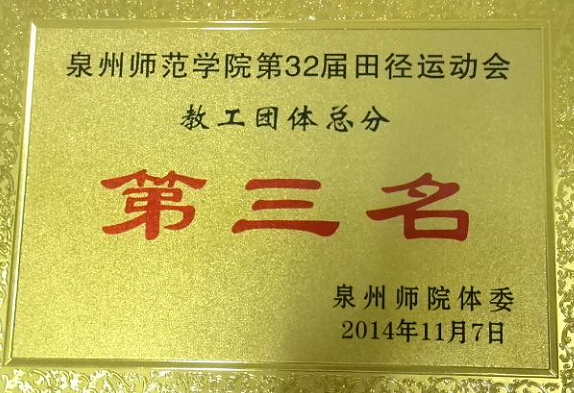 泉州师范学院第32届田径运动会
教工团体总分
第三名
泉州师院体委
2014年11月7日